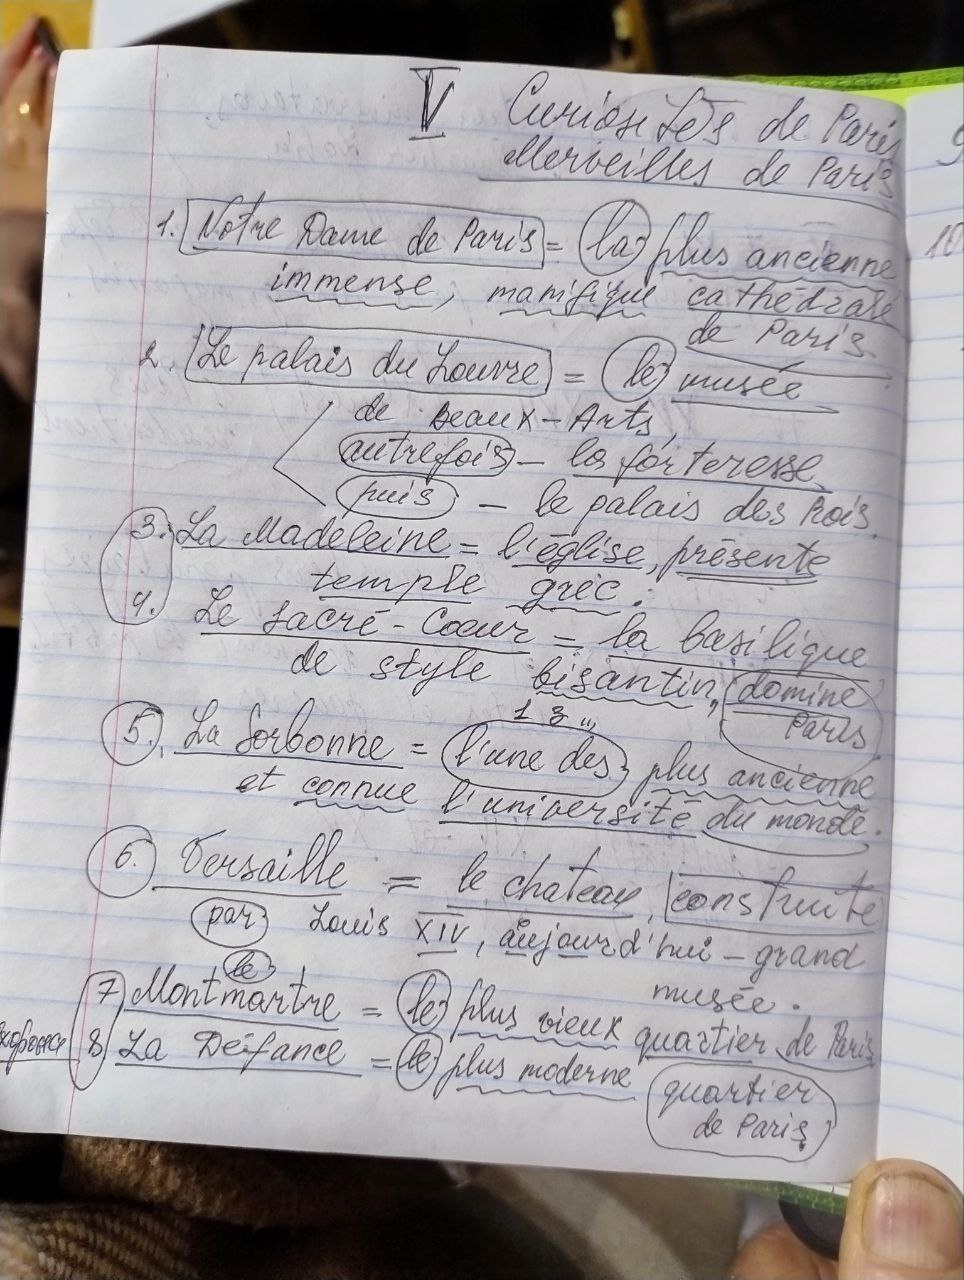 V Curiosités de Paris
Merveilles de Paris
1. Notre Dame de Paris = la plus ancienne
immense, manifique cathédrale
de Paris.
2. Le palais du Louvre = le musée
de Beaux-Arts,
autrefois – la forteresse
puis – le palais des Rois.
3. La Madeleine = l'église, présente
temple grec.
4. Le Sacré-Coeur = la basilique
de style bisantin, domine
Paris.
13
5. La Sorbonne = l'une des plus ancienne
et connue l'université du monde.
6. Versaille = le chateau, construite
par Louis XIV, aujourd'hui – grand
musée.
le
7. Montmartre = le plus vieux quartier de Paris
8. La Défance = le plus moderne quartier
de Paris.
9
10